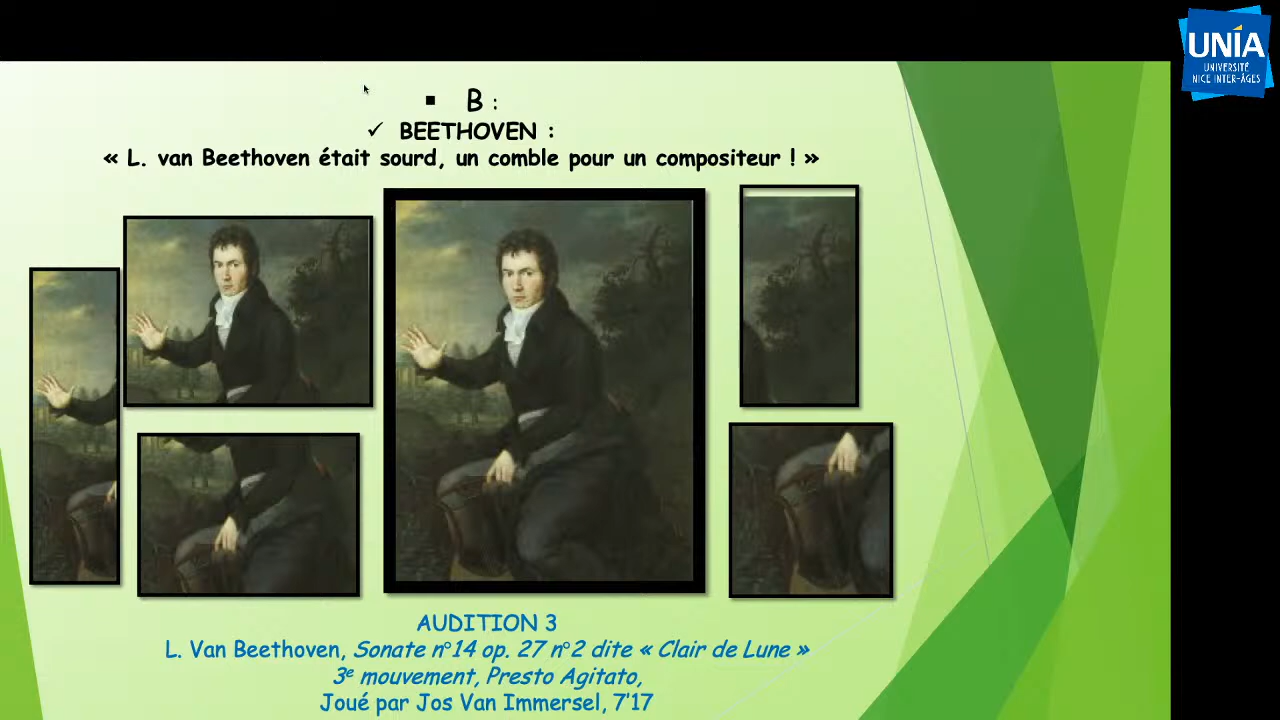 UNIA
UNIVERSITÉ
NICE INTER-ÂGES
▪ B :
✓ BEETHOVEN :
« L. van Beethoven était sourd, un comble pour un compositeur ! »
AUDITION 3
L. Van Beethoven, Sonate n°14 op. 27 n°2 dite « Clair de Lune »
3e mouvement, Presto Agitato,
Joué par Jos Van Immersel, 7’17